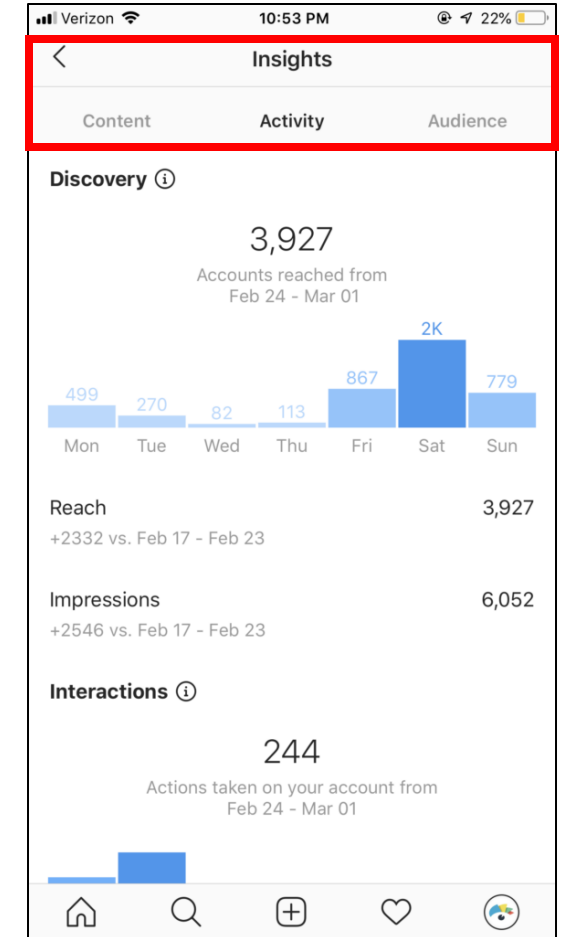 Verizon 10:53 PM 22%
Insights
Content Activity Audience
Discovery
3,927
Accounts reached from
Feb 24 - Mar 01
2K
867
499 270 82 113 779
Mon Tue Wed Thu Fri Sat Sun
Reach 3,927
+2332 vs. Feb 17 - Feb 23
Impressions 6,052
+2546 vs. Feb 17 - Feb 23
Interactions
244
Actions taken on your account from
Feb 24 - Mar 01